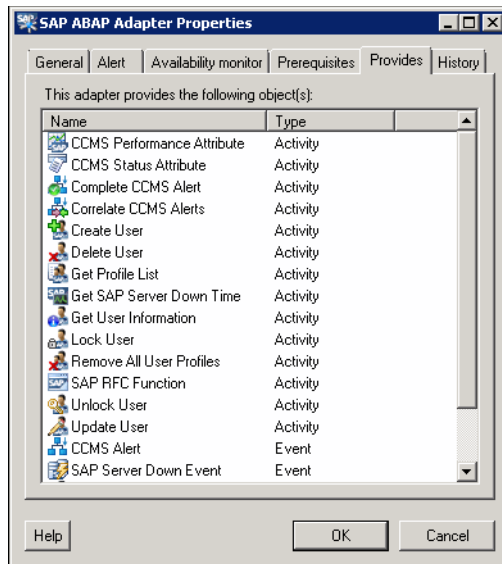 SAP ABAP Adapter Properties
General Alert Availability monitor Prerequisites Provides History
This adapter provides the following object(s):
Name Type
CCMS Performance Attribute Activity
CCMS Status Attribute Activity
Complete CCMS Alert Activity
Correlate CCMS Alerts Activity
Create User Activity
Delete User Activity
Get Profile List Activity
Get SAP Server Down Time Activity
Get User Information Activity
Lock User Activity
Remove All User Profiles Activity
SAP RFC Function Activity
Unlock User Activity
Update User Activity
CCMS Alert Event
SAP Server Down Event Event
Help OK Cancel